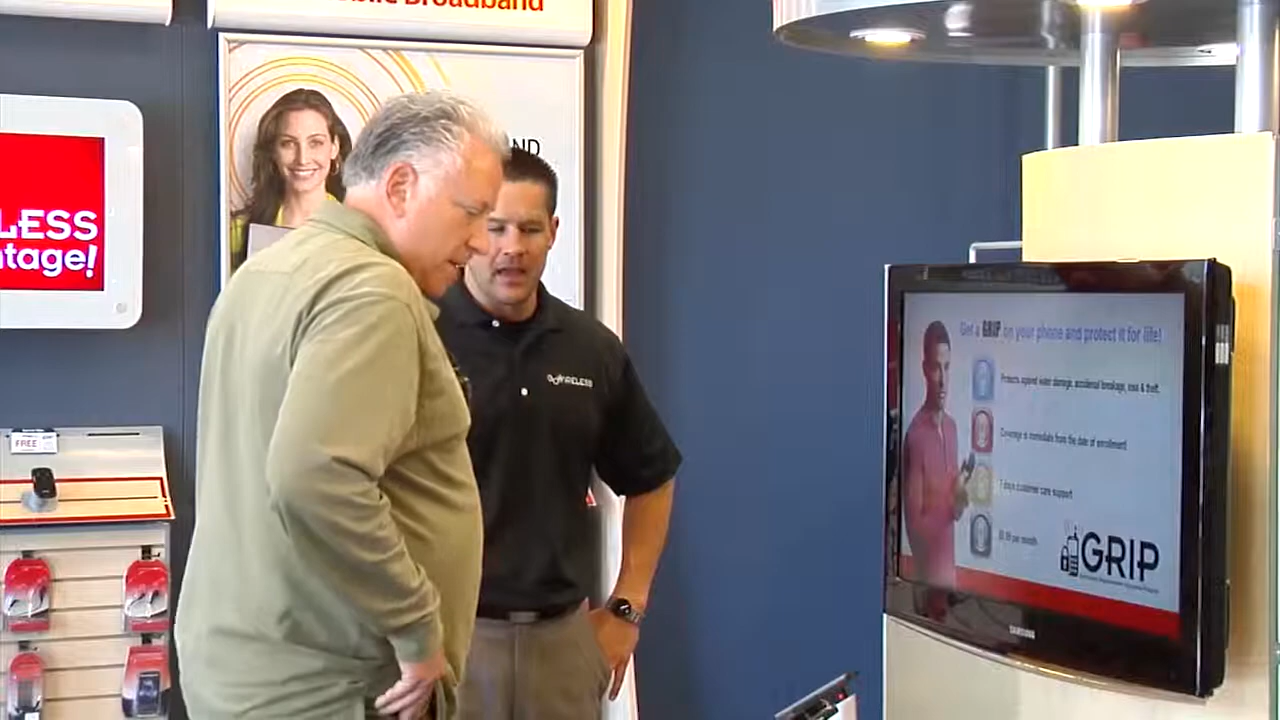 Mobile Broadband
ND
LESS
ntage!
FREE
GOWIRELESS
Get a GRIP on your phone and protect it for life!
Protects against water damage, accidental breakage, loss & theft.
Coverage is immediate from the date of enrollment
7 days customer care support
per month
GRIP
SAMSUNG